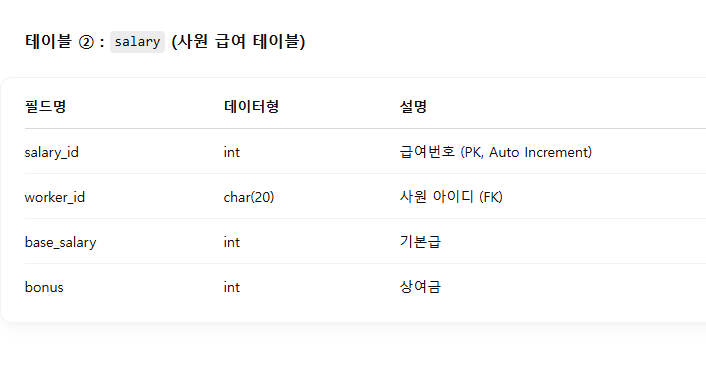 테이블 ② : salary (사원 급여 테이블)
필드명 데이터형 설명
salary_id int 급여번호 (PK, Auto Increment)
worker_id char(20) 사원 아이디 (FK)
base_salary int 기본급
bonus int 상여금